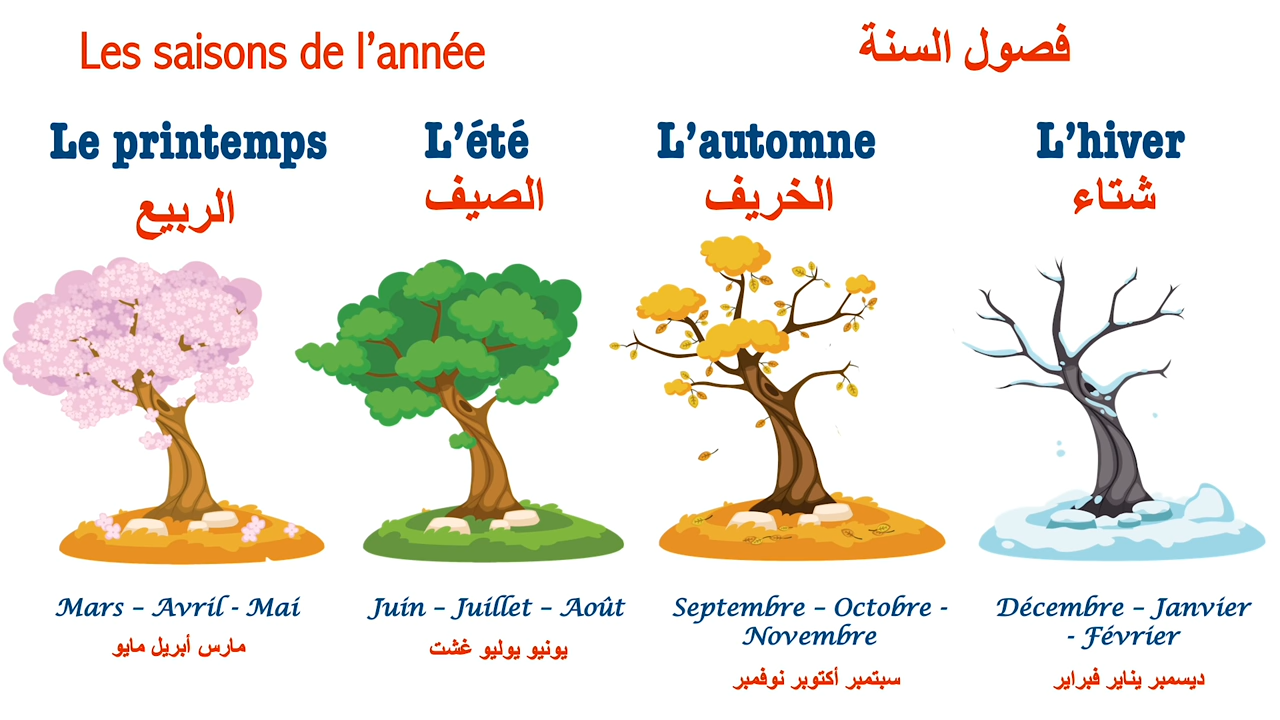 Les saisons de l'année
فصول السنة
Le printemps
الربيع
L'été
الصيف
L'automne
الخريف
L'hiver
شتاء
Mars – Avril - Mai
مارس أبريل مايو
Juin – Juillet – Août
يونيو يوليو غشت
Septembre – Octobre -
Novembre
سبتمبر أكتوبر نوفمبر
Décembre – Janvier
- Février
ديسمبر يناير فبراير